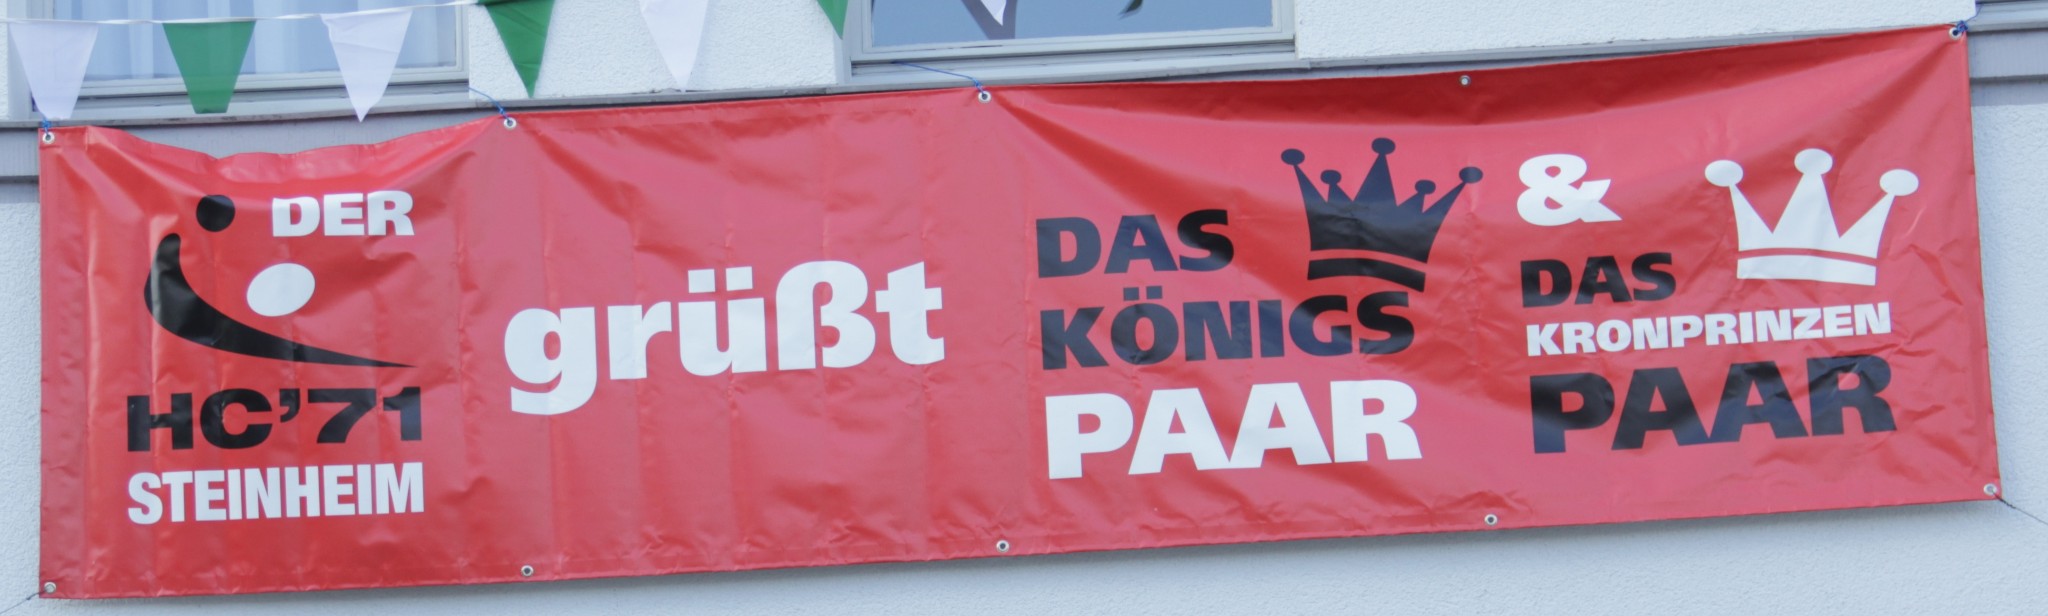 DER
HC'71
STEINHEIM
grüßt
DAS
KÖNIGS
PAAR
&
DAS
KRONPRINZEN
PAAR